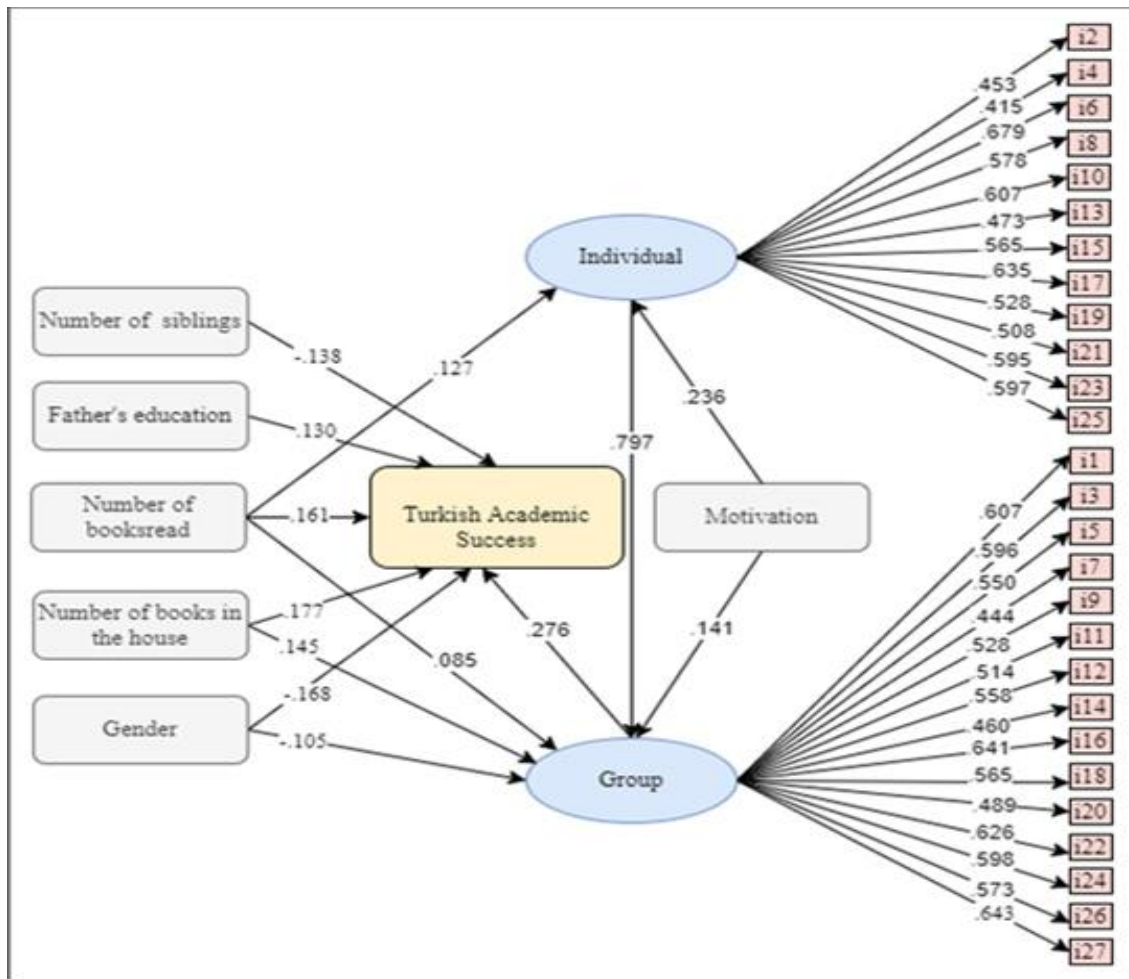 Number of siblings
Father's education
Number of
booksread
Number of books in
the house
Gender
-.138
.130
.161
.177
.145
-.168
-.105
.127
.085
Turkish Academic
Success
.276
Individual
.797
.236
Motivation
.141
Group
.453
.415
.679
.578
.607
.473
.565
.635
.528
.508
.595
.597
i2
i4
i6
i8
i10
i13
i15
i17
i19
i21
i23
i25
.607
.596
.550
.444
.528
.514
.558
.460
.641
.565
.489
.626
.598
.573
.643
i1
i3
i5
i7
i9
i11
i12
i14
i16
i18
i20
i22
i24
i26
i27